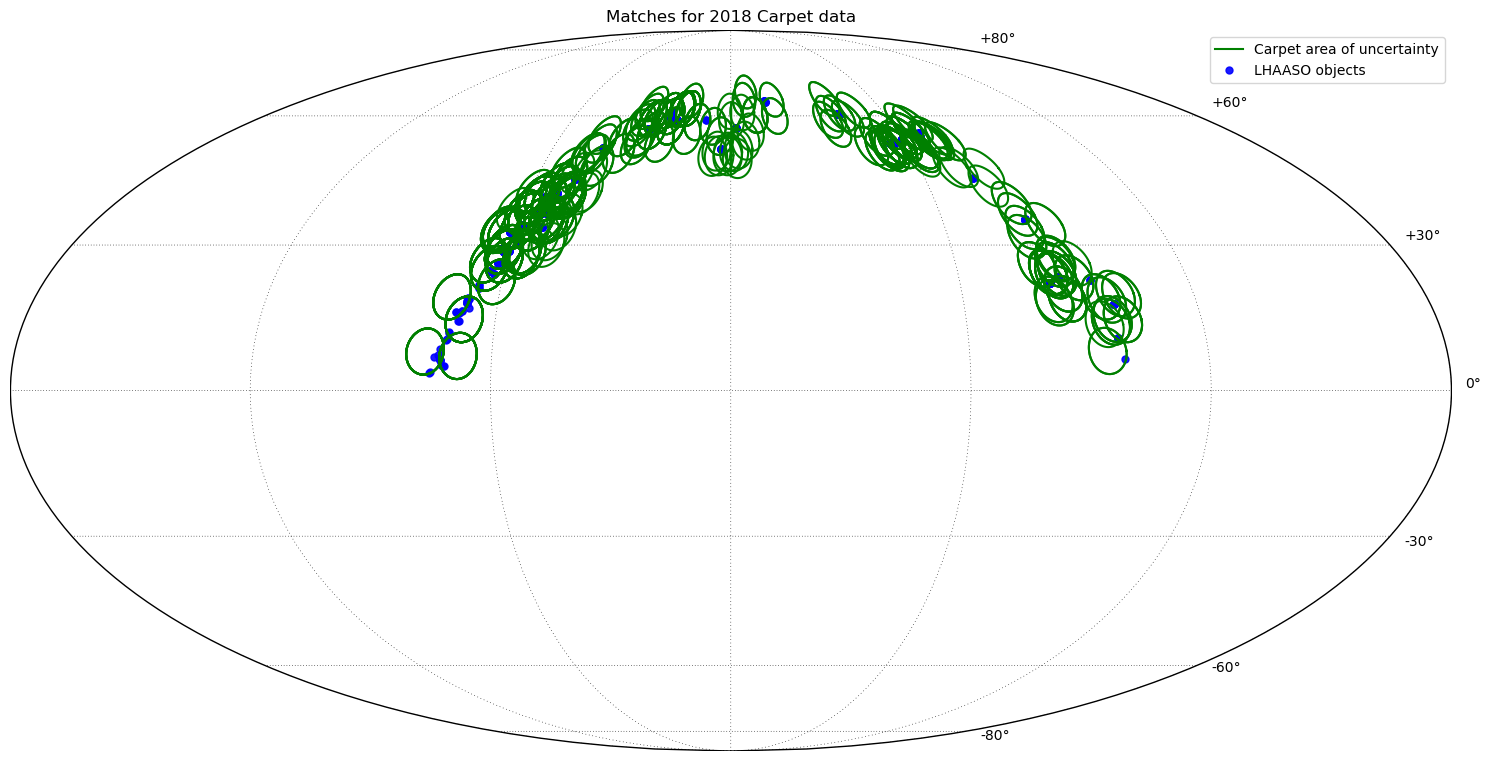 Matches for 2018 Carpet data
+80°
Carpet area of uncertainty
LHAASO objects
+60°
+30°
0°
-30°
-60°
-80°